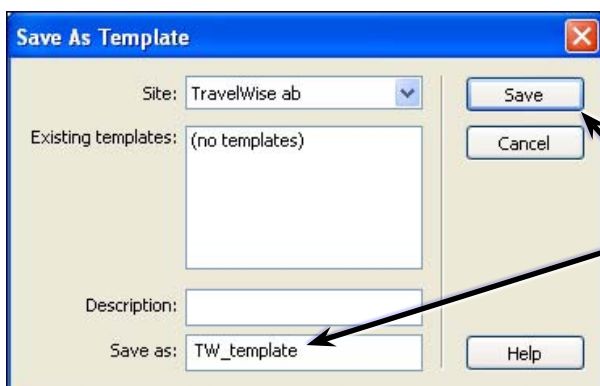 Save As Template
Site: TravelWise ab
Save
Existing templates: (no templates)
Cancel
Description:
Save as: TW_template
Help